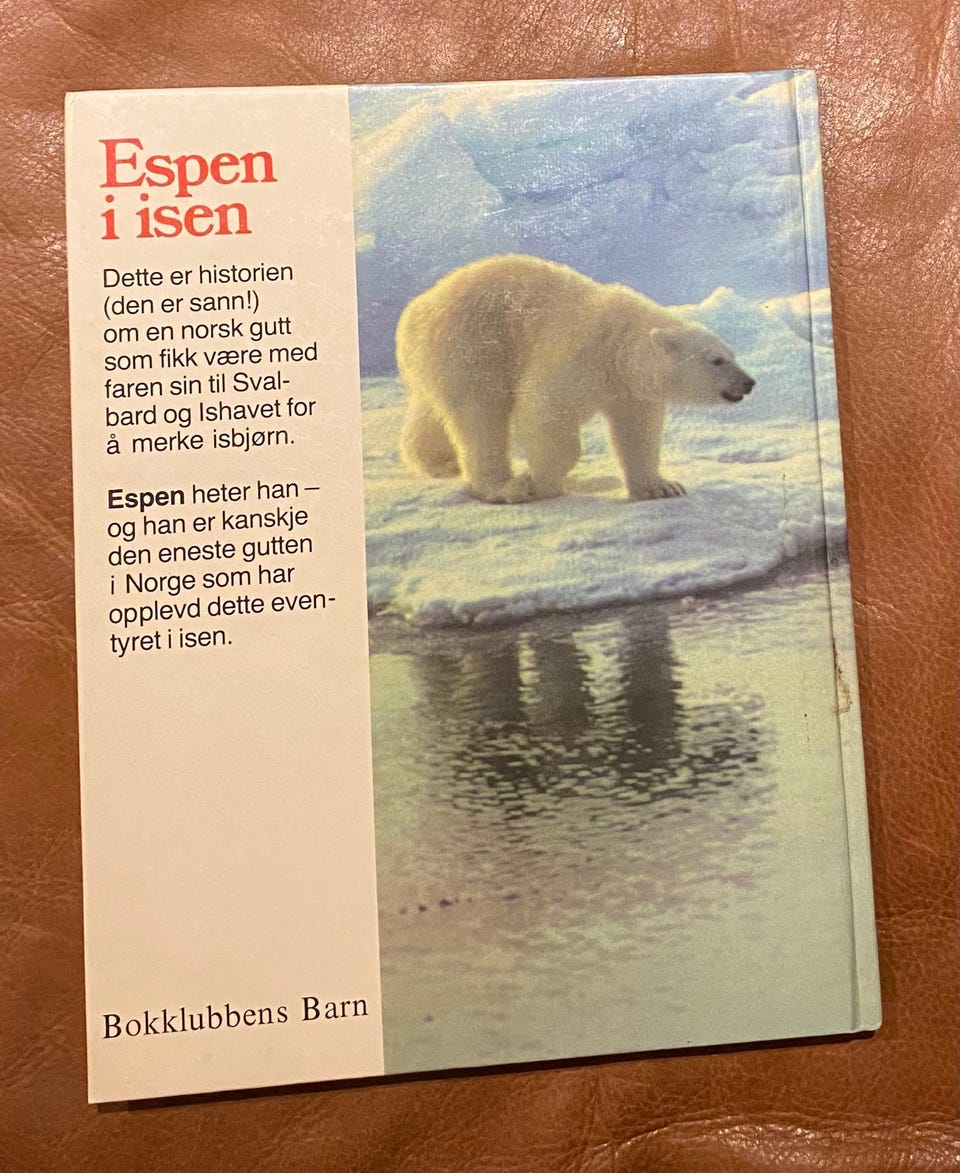 Espen
i isen
Dette er historien
(den er sann!)
om en norsk gutt
som fikk være med
faren sin til Sval-
bard og Ishavet for
å merke isbjørn.
Espen heter han –
og han er kanskje
den eneste gutten
i Norge som har
opplevd dette even-
tyret i isen.
Bokklubbens Barn